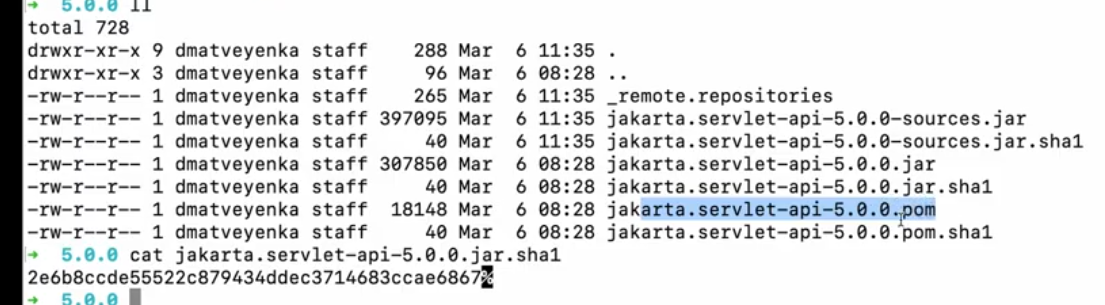 → 5.0.0 ll
total 728
drwxr-xr-x 9 dmatveyenka staff 288 Mar 6 11:35 .
drwxr-xr-x 3 dmatveyenka staff 96 Mar 6 08:28 ..
-rw-r--r-- 1 dmatveyenka staff 265 Mar 6 11:35 _remote.repositories
-rw-r--r-- 1 dmatveyenka staff 397095 Mar 6 11:35 jakarta.servlet-api-5.0.0-sources.jar
-rw-r--r-- 1 dmatveyenka staff 40 Mar 6 11:35 jakarta.servlet-api-5.0.0-sources.jar.sha1
-rw-r--r-- 1 dmatveyenka staff 307850 Mar 6 08:28 jakarta.servlet-api-5.0.0.jar
-rw-r--r-- 1 dmatveyenka staff 40 Mar 6 08:28 jakarta.servlet-api-5.0.0.jar.sha1
-rw-r--r-- 1 dmatveyenka staff 18148 Mar 6 08:28 jakarta.servlet-api-5.0.0.pom
-rw-r--r-- 1 dmatveyenka staff 40 Mar 6 08:28 jakarta.servlet-api-5.0.0.pom.sha1
→ 5.0.0 cat jakarta.servlet-api-5.0.0.jar.sha1
2e6b8ccde55522c879434ddec3714683ccae6867%
→ 5.0.0